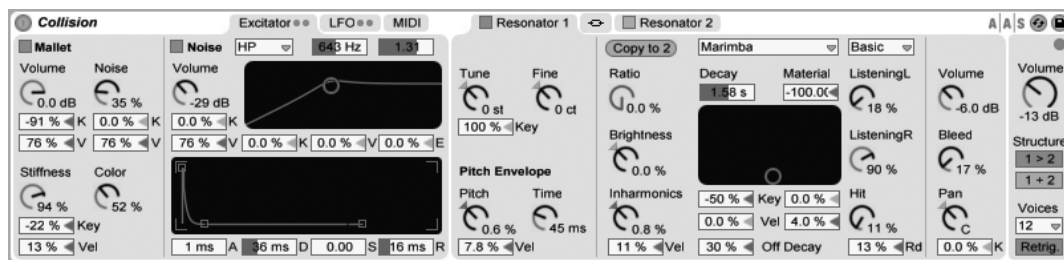 Collision
Excitator LFO MIDI Resonator 1 Resonator 2 A|A|S
Mallet Noise HP 643 Hz 1.31 Copy to 2 Marimba Basic
Volume Noise Volume Tune Fine Ratio Decay Material ListeningL Volume Volume
0.0 dB 35 % -29 dB 0 st 0 ct 0.0 % 1.58 s -100.0 18 % -6.0 dB -13 dB
-91 % K 0.0 % K 0.0 % K 100 % Key
76 % V 76 % V 76 % V 0.0 % K 0.0 % V 0.0 % E
Brightness ListeningR Bleed Structure
0.0 % 90 % 17 % 1 > 2
1 + 2
Stiffness Color Pitch Envelope
94 % 52 % Pitch Time Inharmonics Hit Pan Voices
0.6 % 45 ms 0.8 % -50 % Key 0.0 % 11 % C 12
-22 % Key 0.0 % Vel 4.0 %
13 % Vel 1 ms A 36 ms D 0.00 S 16 ms R 7.8 % Vel 11 % Vel 30 % Off Decay 13 % Rd 0.0 % K Retrig.